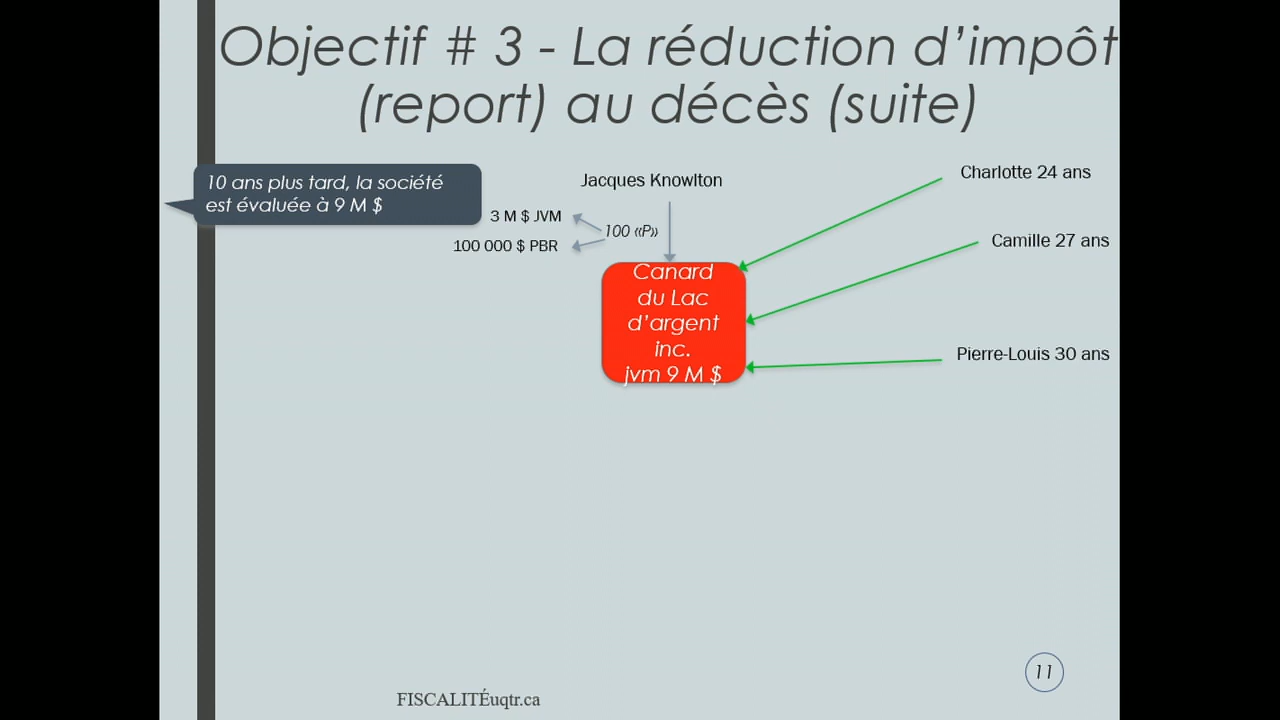 Objectif # 3 - La réduction d’impôt
(report) au décès (suite)
10 ans plus tard, la société
est évaluée à 9 M $
Jacques Knowlton
3 M $ JVM
100 «P»
100 000 $ PBR
Charlotte 24 ans
Camille 27 ans
Pierre-Louis 30 ans
Canard
du Lac
d’argent
inc.
jvm 9 M $
FISCALITÉuqtr.ca
11